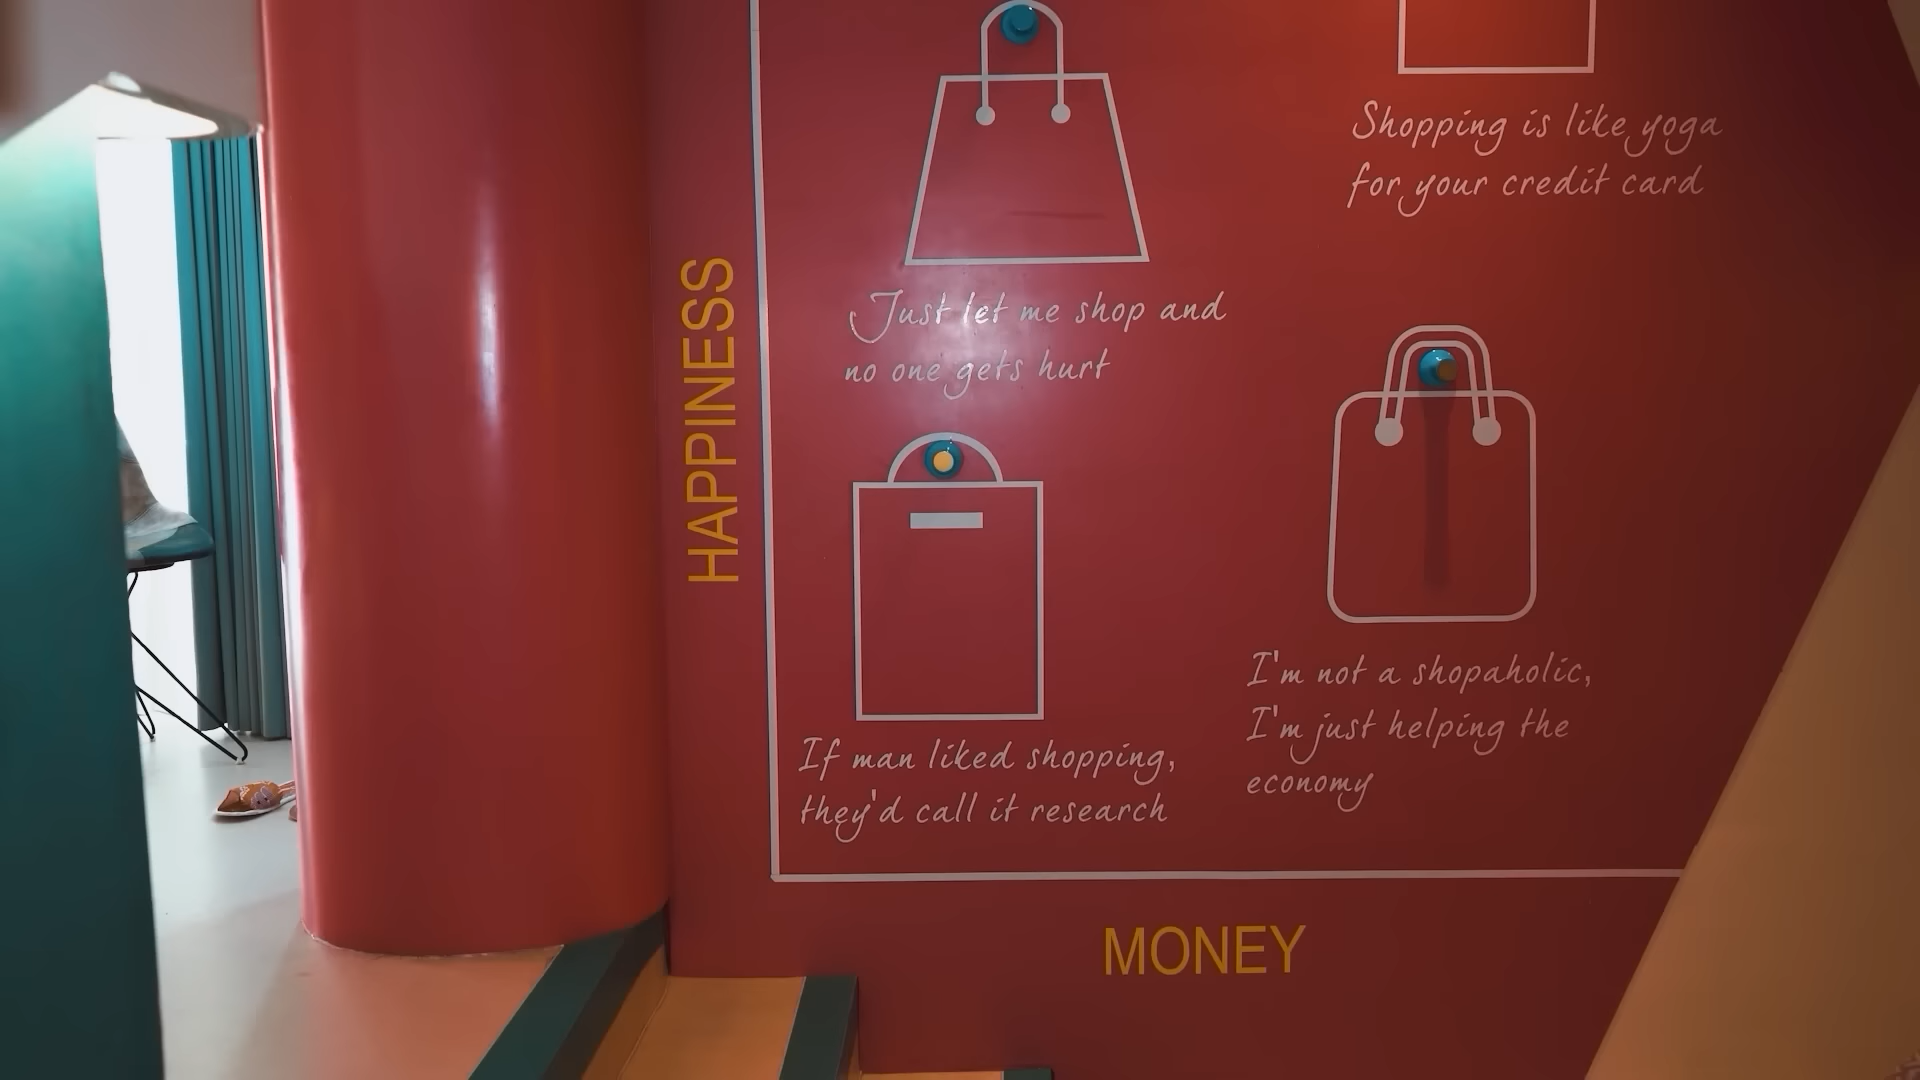 Shopping is like yoga
for your credit card
Just let me shop and
no one gets hurt
HAPPINESS
I'm not a shopaholic,
I'm just helping the
economy
If man liked shopping,
they'd call it research
MONEY